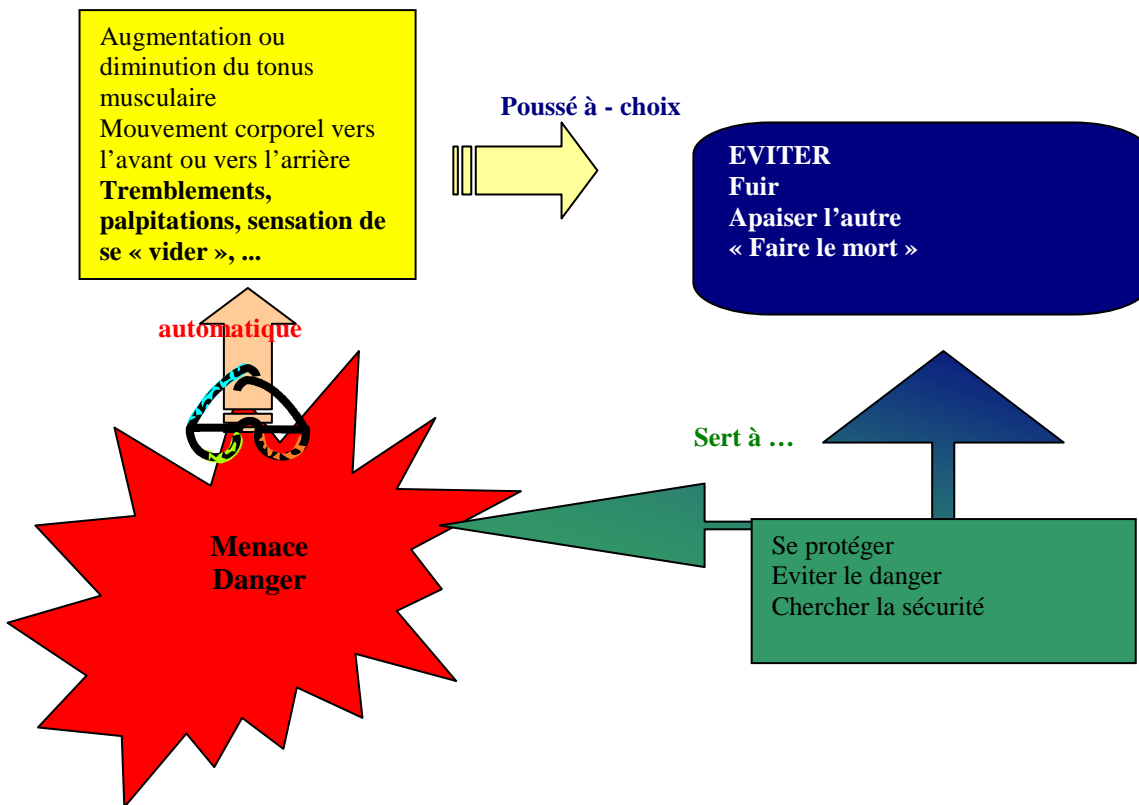 Augmentation ou
diminution du tonus
musculaire
Mouvement corporel vers
l’avant ou vers l’arrière
Tremblements,
palpitations, sensation de
se « vider », ...
Poussé à - choix
EVITER
Fuir
Apaiser l’autre
« Faire le mort »
automatique
Menace
Danger
Sert à …
Se protéger
Eviter le danger
Chercher la sécurité